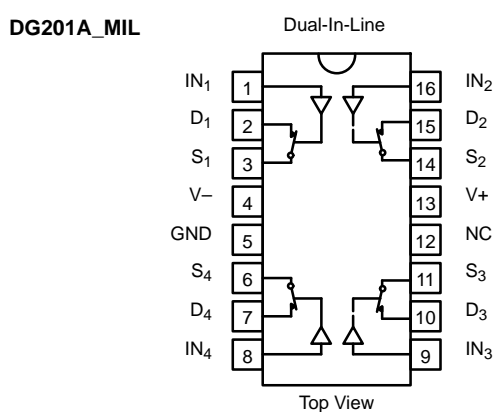 DG201A_MIL
Dual-In-Line
IN1 1 16 IN2
D1 2 15 D2
S1 3 14 S2
V– 4 13 V+
GND 5 12 NC
S4 6 11 S3
D4 7 10 D3
IN4 8 9 IN3
Top View